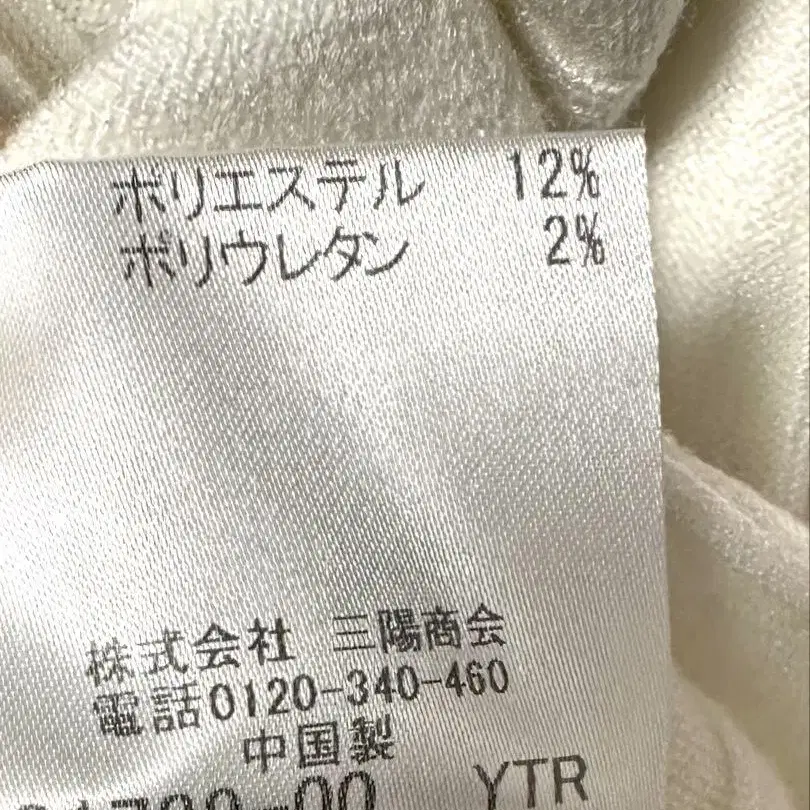 ポリエステル 12%
ポリウレタン 2%
株式会社 三陽商会
電話0120-340-460
中国製
YTR